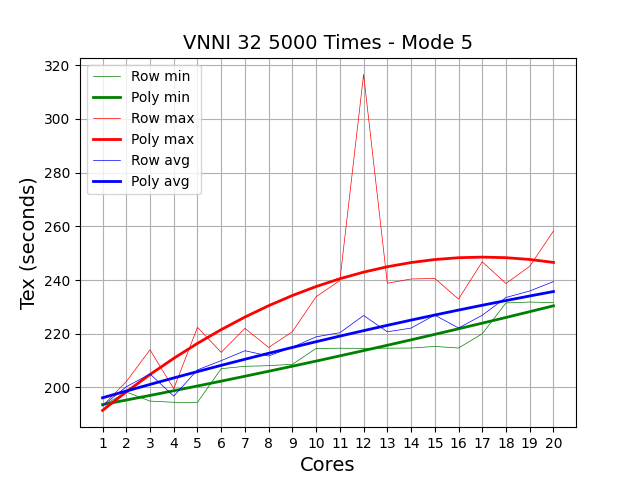 VNNI 32 5000 Times - Mode 5
Tex (seconds)
320
300
280
260
240
220
200
Row min
Poly min
Row max
Poly max
Row avg
Poly avg
1 2 3 4 5 6 7 8 9 10 11 12 13 14 15 16 17 18 19 20
Cores